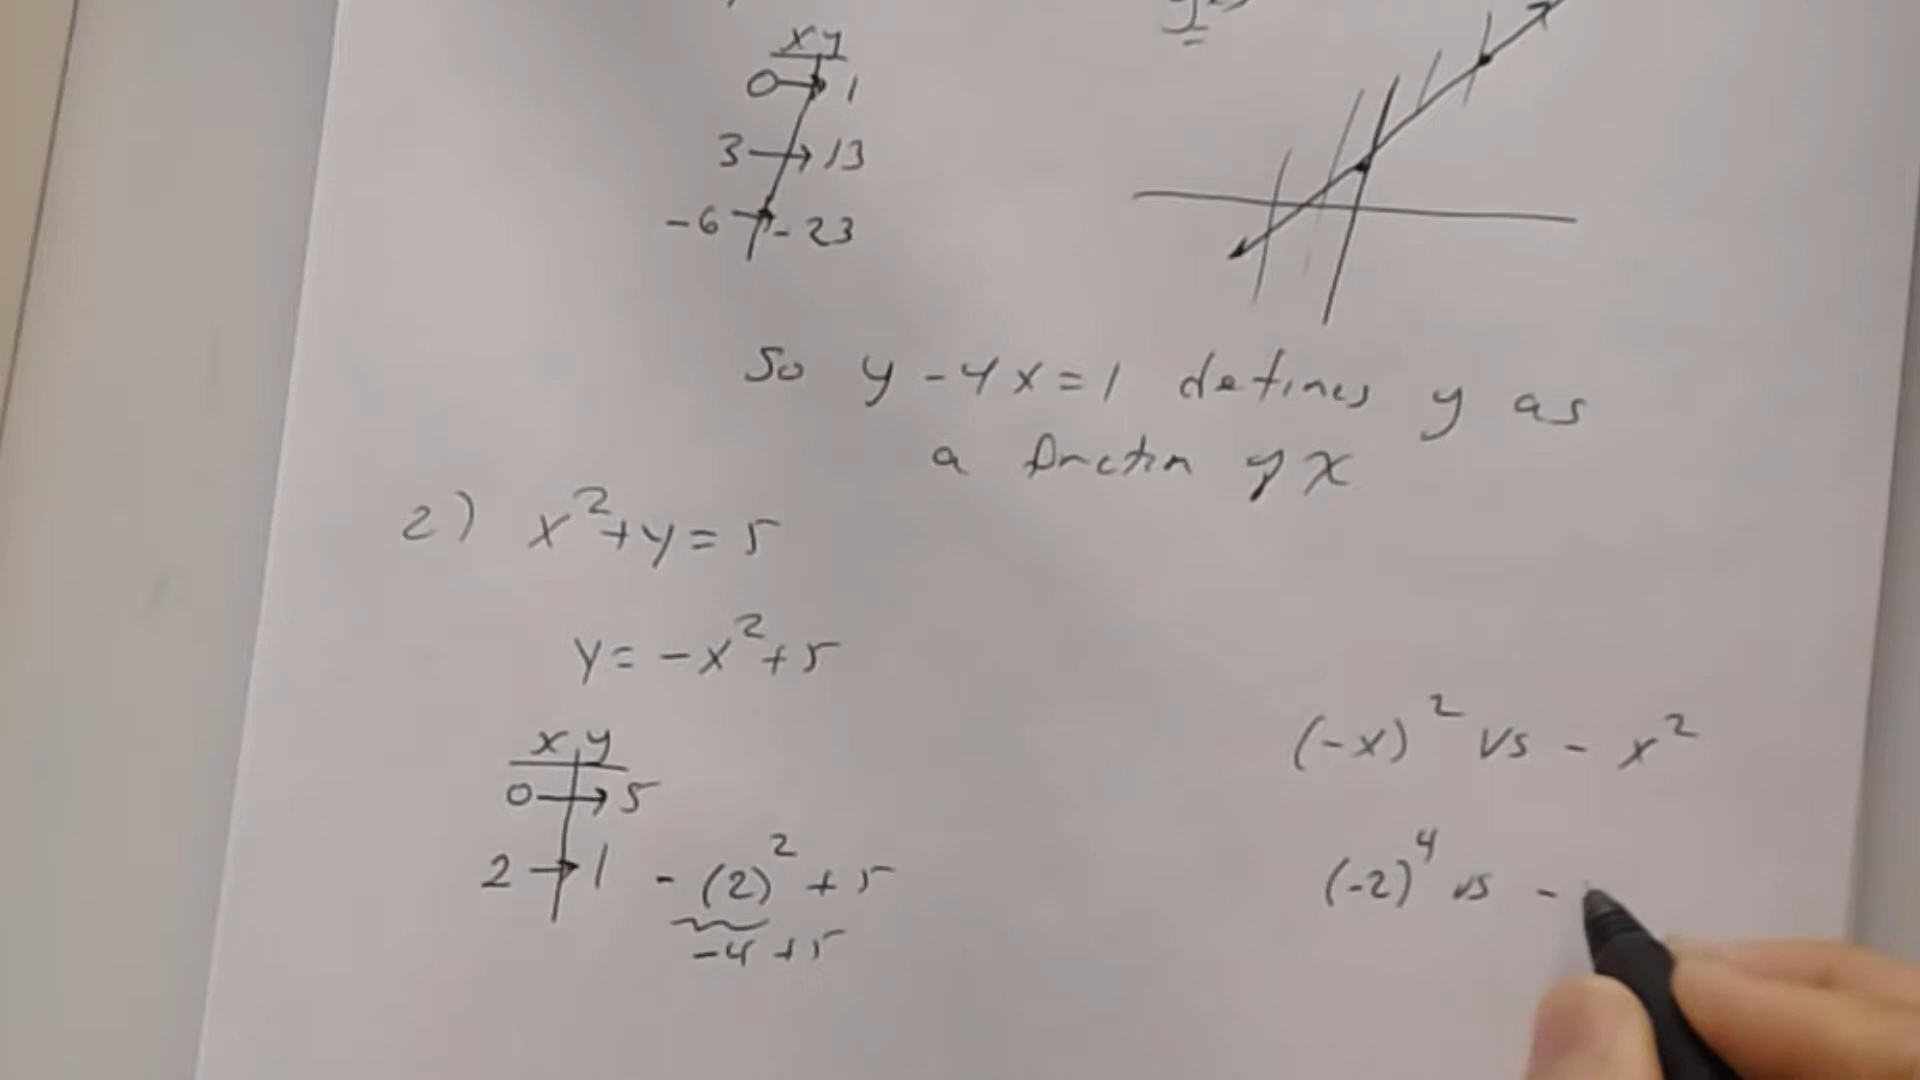 x y
0 → 1
3 → 13
-6 → -23
So y - 4x = 1 defines y as
a function of x
2) x² + y = 5
y = -x² + 5
x y
0 → 5
2 → 1 -(2)² + 5
-4 + 5
(-x)² vs - x²
(-2)⁴ vs -